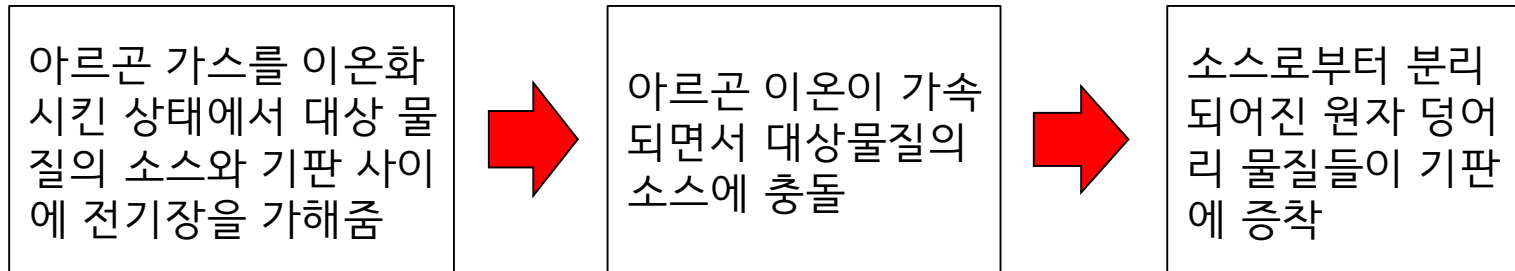 아르곤 가스를 이온화
시킨 상태에서 대상 물
질의 소스와 기판 사이
에 전기장을 가해줌
아르곤 이온이 가속
되면서 대상물질의
소스에 충돌
소스로부터 분리
되어진 원자 덩어
리 물질들이 기판
에 증착